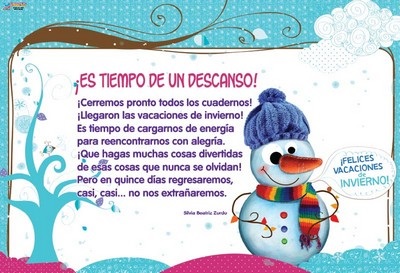 ¡ES TIEMPO DE UN DESCANSO!
¡Cerremos pronto todos los cuadernos!
¡Llegaron las vacaciones de invierno!
Es tiempo de cargarnos de energía
para reencontrarnos con alegría.
¡Que hagas muchas cosas divertidas
de esas cosas que nunca se olvidan!
Pero en quince días regresaremos,
casi, casi... no nos extrañaremos.
Silvia Beatriz Zurdo
¡FELICES
VACACIONES
de
INVIERNO!